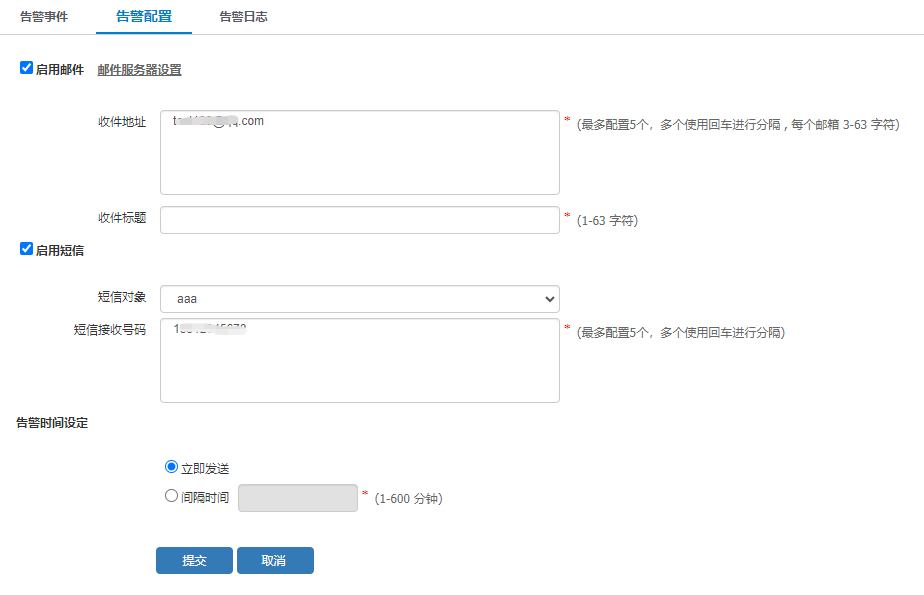 告警事件 告警配置 告警日志
启用邮件 邮件服务器设置
收件地址 .com * (最多配置5个，多个使用回车进行分隔 , 每个邮箱 3-63 字符)
收件标题 * (1-63 字符)
启用短信
短信对象 aaa
短信接收号码 * (最多配置5个，多个使用回车进行分隔)
告警时间设定
立即发送
间隔时间 * (1-600 分钟)
提交 取消